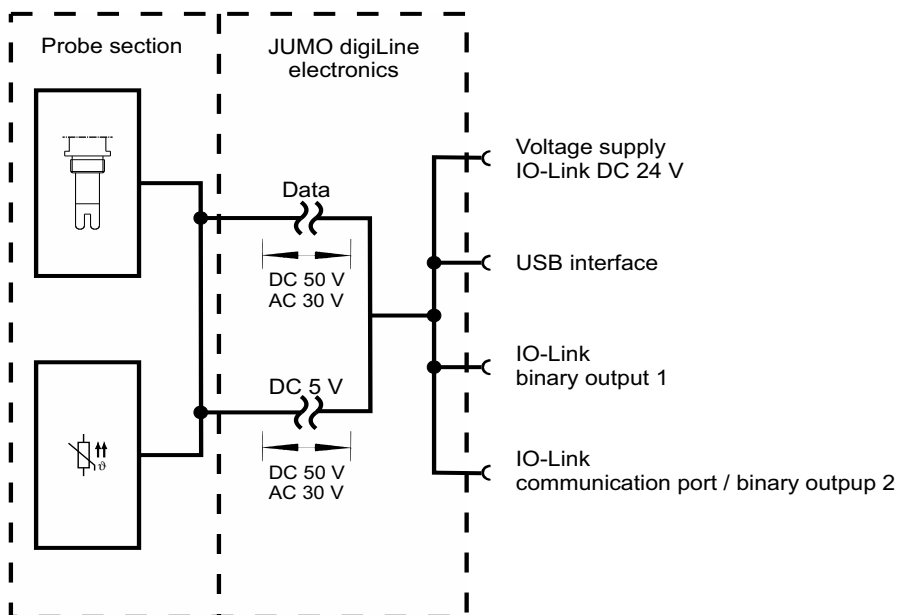 Probe section
JUMO digiLine
electronics
Data
DC 50 V
AC 30 V
DC 5 V
DC 50 V
AC 30 V
ϑ
Voltage supply
IO-Link DC 24 V
USB interface
IO-Link
binary output 1
IO-Link
communication port / binary outpup 2